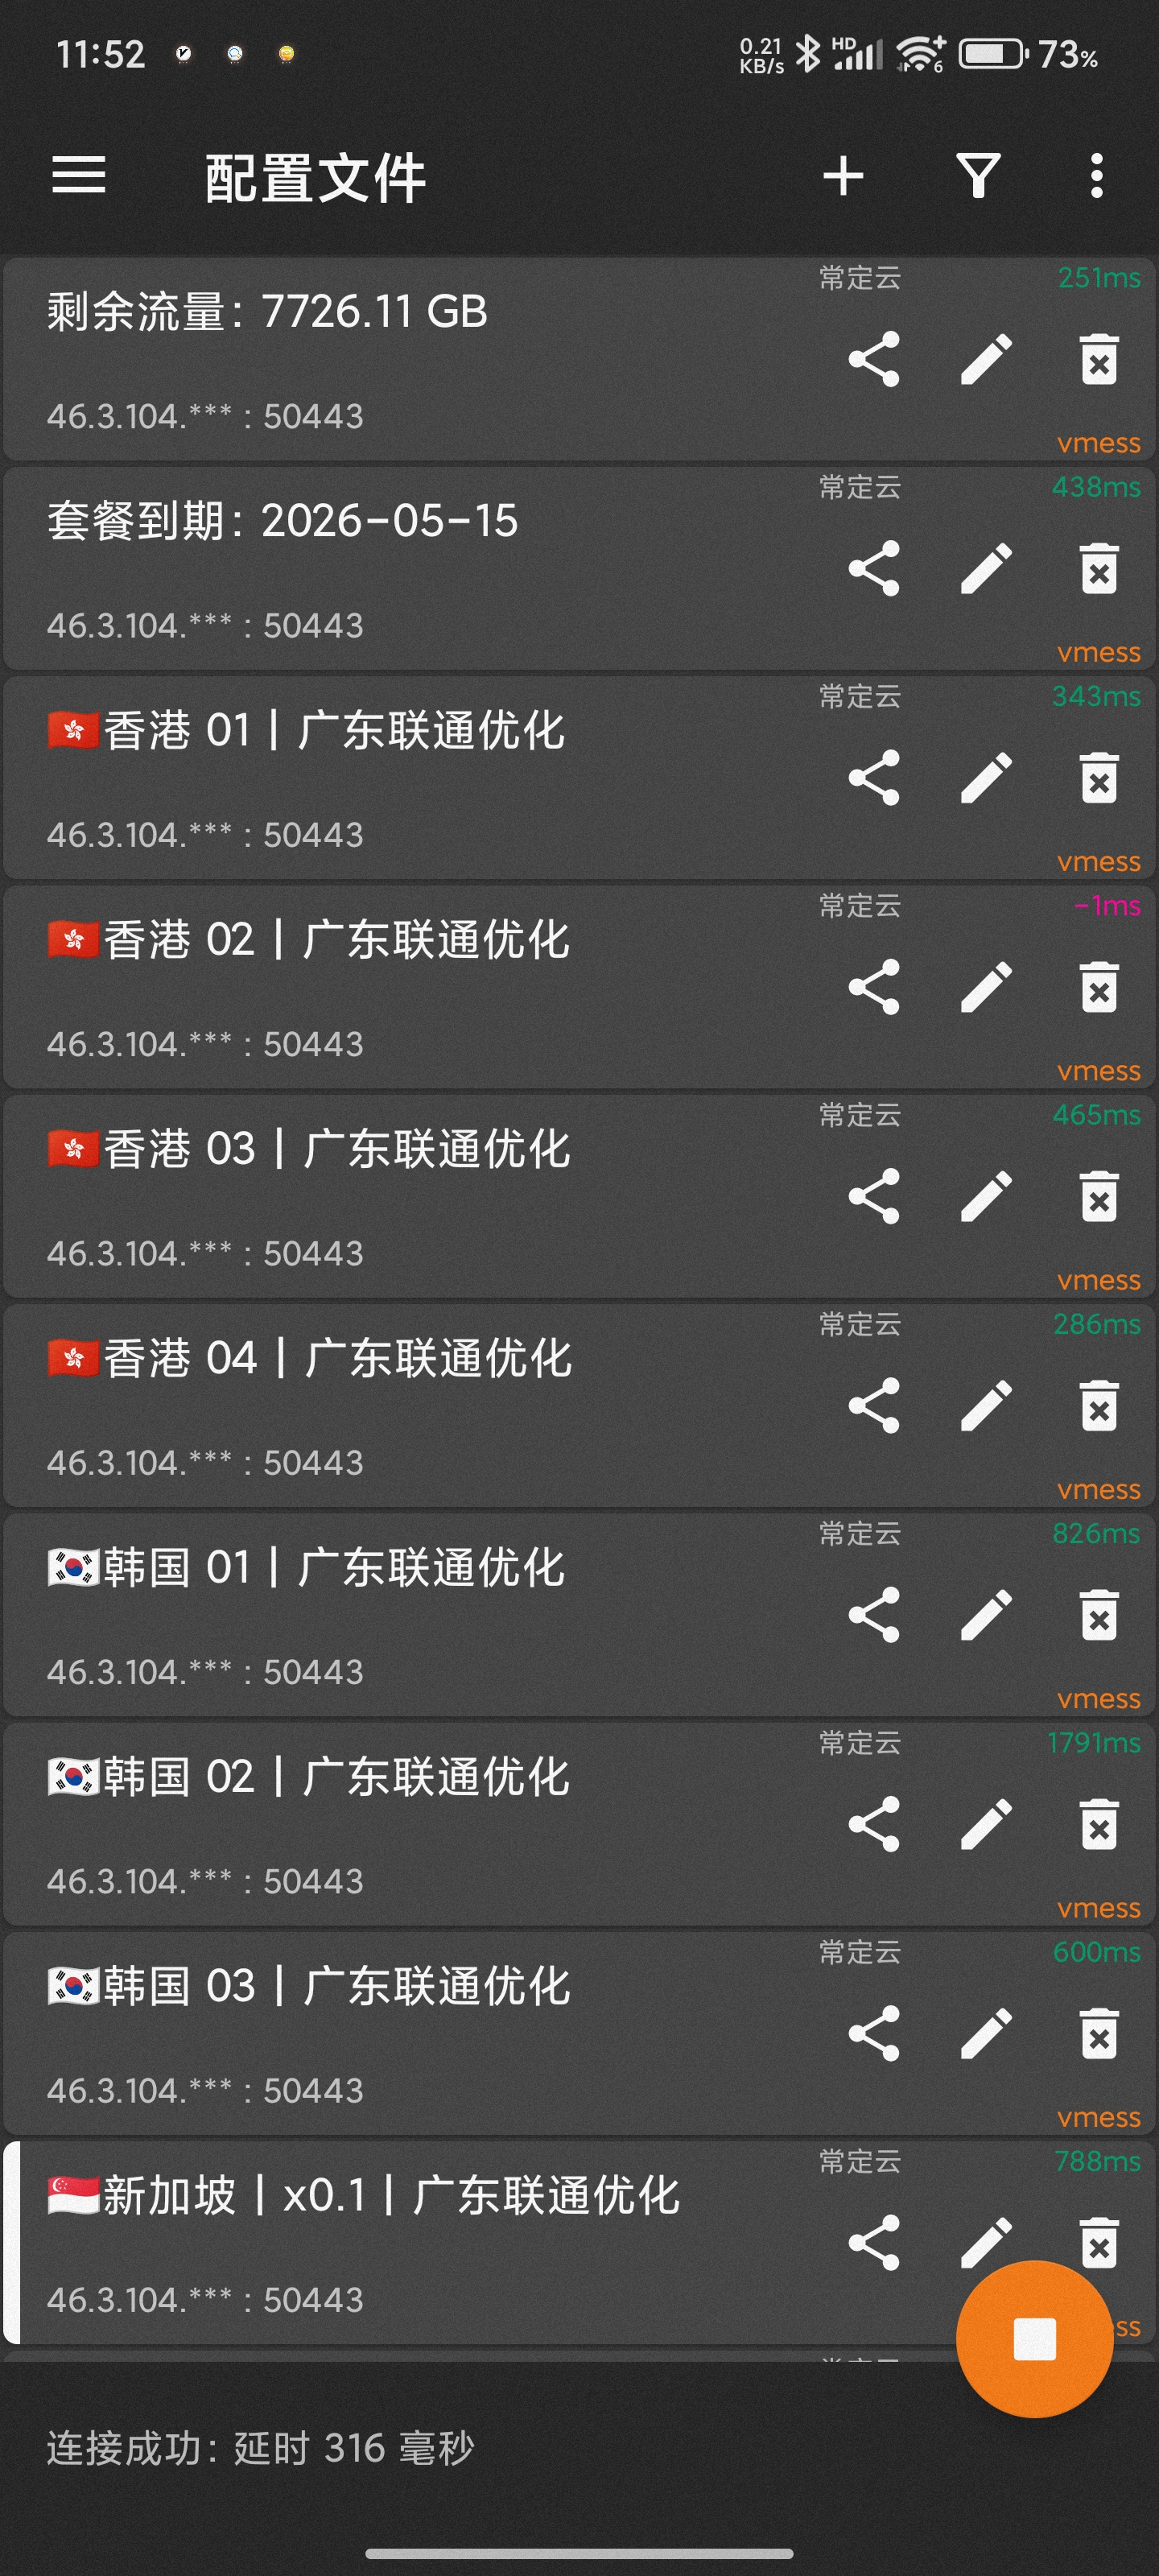 11:52
0.21 KB/s HD 6 73%
配置文件
常定云 251ms
剩余流量: 7726.11 GB
46.3.104.*** : 50443
vmess
常定云 438ms
套餐到期: 2026-05-15
46.3.104.*** : 50443
vmess
常定云 343ms
香港 01 | 广东联通优化
46.3.104.*** : 50443
vmess
常定云 -1ms
香港 02 | 广东联通优化
46.3.104.*** : 50443
vmess
常定云 465ms
香港 03 | 广东联通优化
46.3.104.*** : 50443
vmess
常定云 286ms
香港 04 | 广东联通优化
46.3.104.*** : 50443
vmess
常定云 826ms
韩国 01 | 广东联通优化
46.3.104.*** : 50443
vmess
常定云 1791ms
韩国 02 | 广东联通优化
46.3.104.*** : 50443
vmess
常定云 600ms
韩国 03 | 广东联通优化
46.3.104.*** : 50443
vmess
常定云 788ms
新加坡 | x0.1 | 广东联通优化
46.3.104.*** : 50443
ss
连接成功: 延时 316 毫秒